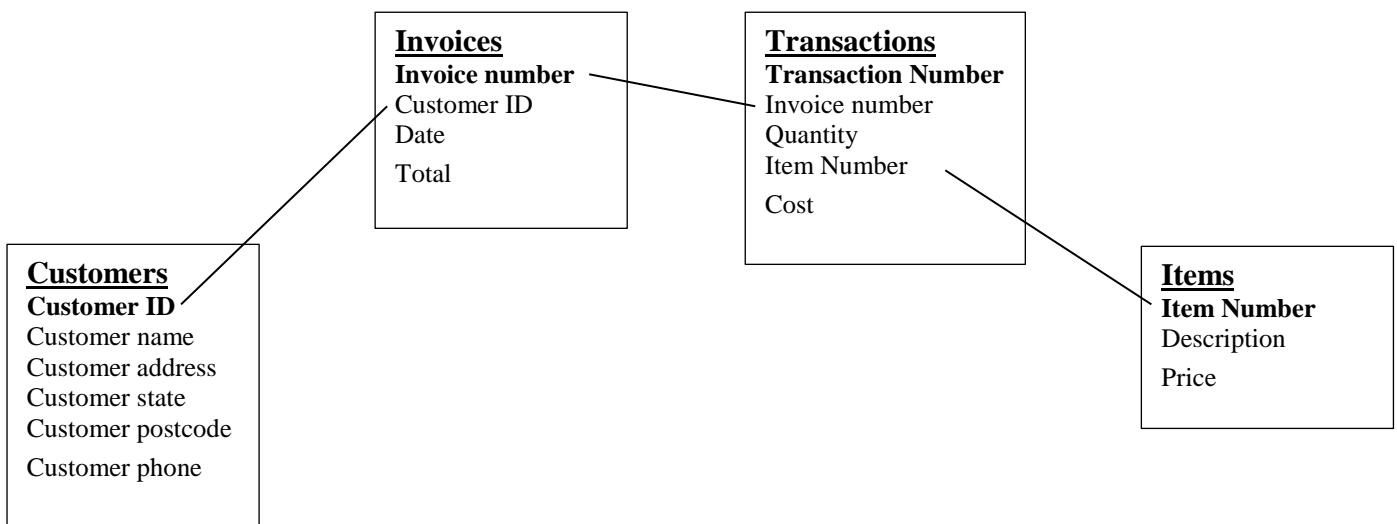 Invoices
Invoice number
Customer ID
Date
Total
Transactions
Transaction Number
Invoice number
Quantity
Item Number
Cost
Customers
Customer ID
Customer name
Customer address
Customer state
Customer postcode
Customer phone
Items
Item Number
Description
Price